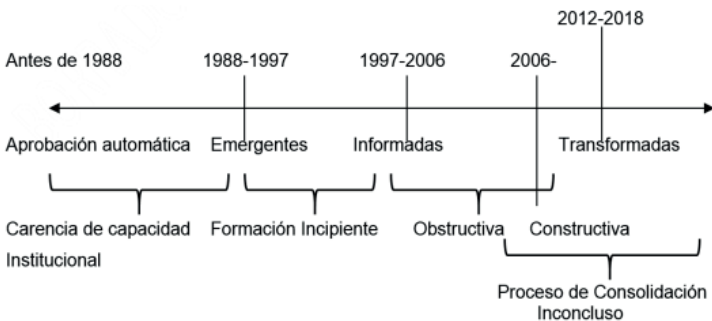 2012-2018
Antes de 1988 1988-1997 1997-2006 2006-
Aprobación automática Emergentes Informadas Transformadas
Carencia de capacidad Formación Incipiente Obstructiva Constructiva
Institucional
Proceso de Consolidación
Inconcluso